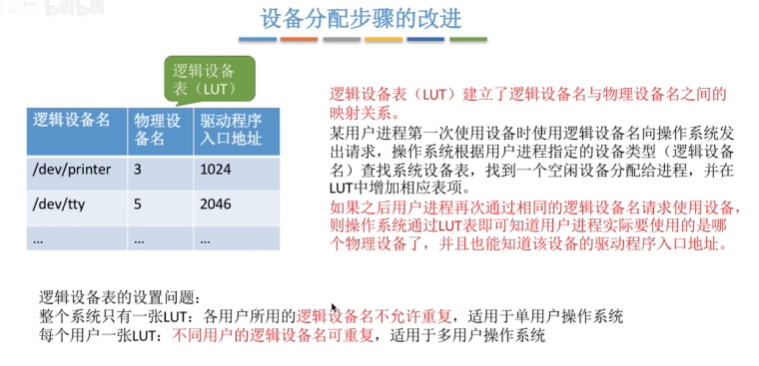 bilibili
设备分配步骤的改进
逻辑设备
表（LUT）
逻辑设备名
物理设
备名
驱动程序
入口地址
/dev/printer
3
1024
/dev/tty
5
2046
...
...
...
逻辑设备表（LUT）建立了逻辑设备名与物理设备名之间的
映射关系。
某用户进程第一次使用设备时使用逻辑设备名向操作系统发
出请求，操作系统根据用户进程指定的设备类型（逻辑设备
名）查找系统设备表，找到一个空闲设备分配给进程，并在
LUT中增加相应表项。
如果之后用户进程再次通过相同的逻辑设备名请求使用设备，
则操作系统通过LUT表即可知道用户进程实际要使用的是哪
个物理设备了，并且也能知道该设备的驱动程序入口地址。
逻辑设备表的设置问题：
整个系统只有一张LUT：各用户所用的逻辑设备名不允许重复，适用于单用户操作系统
每个用户一张LUT：不同用户的逻辑设备名可重复，适用于多用户操作系统